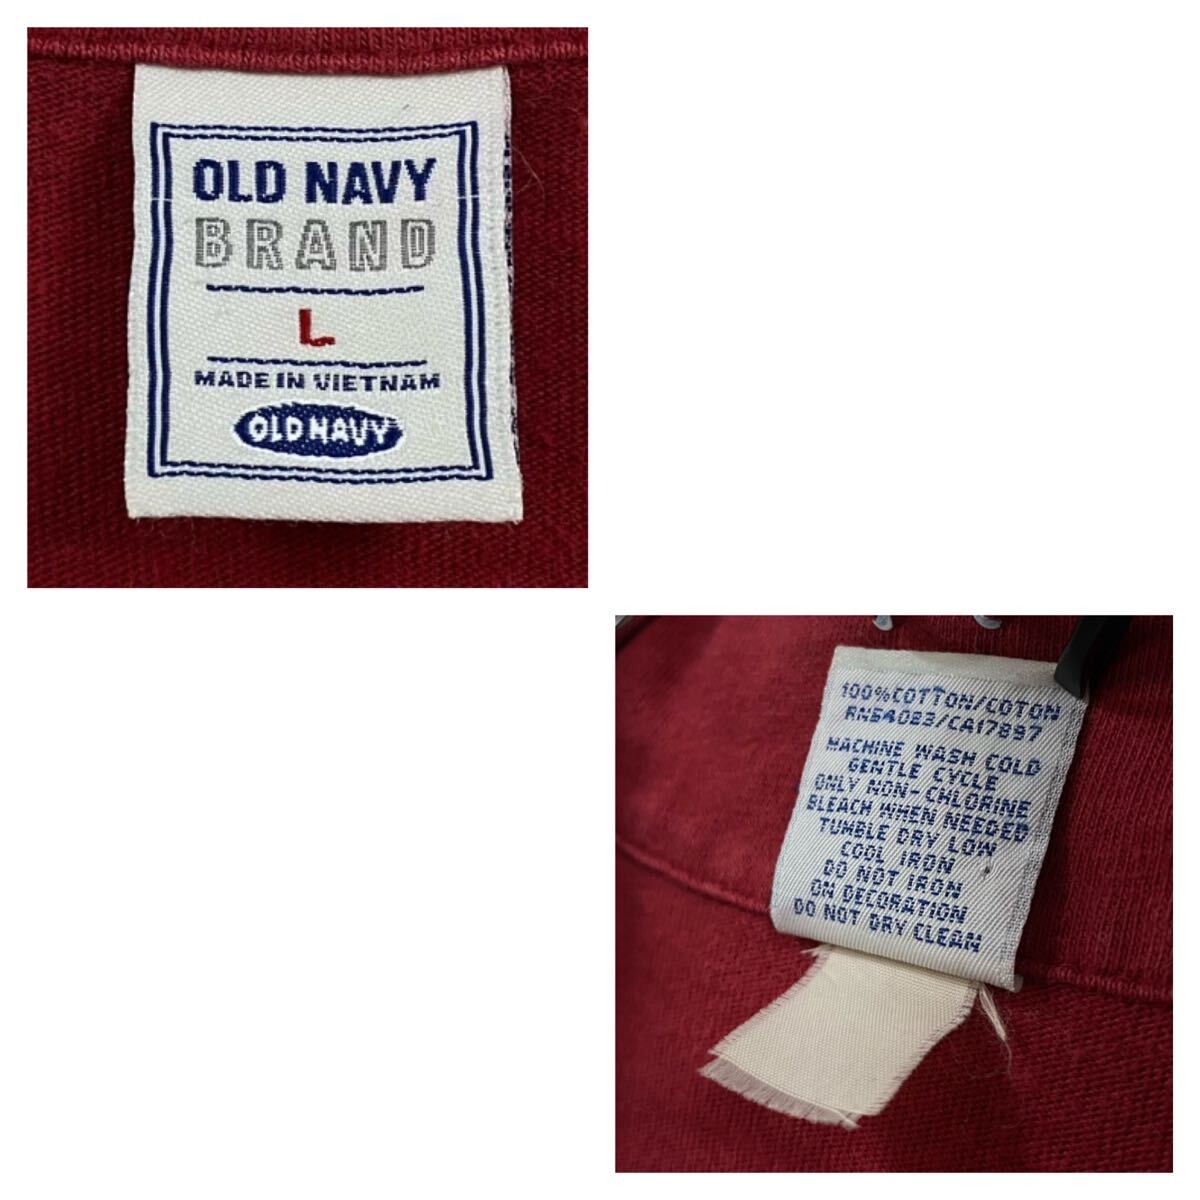 OLD NAVY
BRAND
L
MADE IN VIETNAM
OLD NAVY
100%COTTON/COTON
RN54083/CA17897
MACHINE WASH COLD
GENTLE CYCLE
ONLY NON-CHLORINE
BLEACH WHEN NEEDED
TUMBLE DRY LOW
COOL IRON
DO NOT IRON
ON DECORATION
DO NOT DRY CLEAN